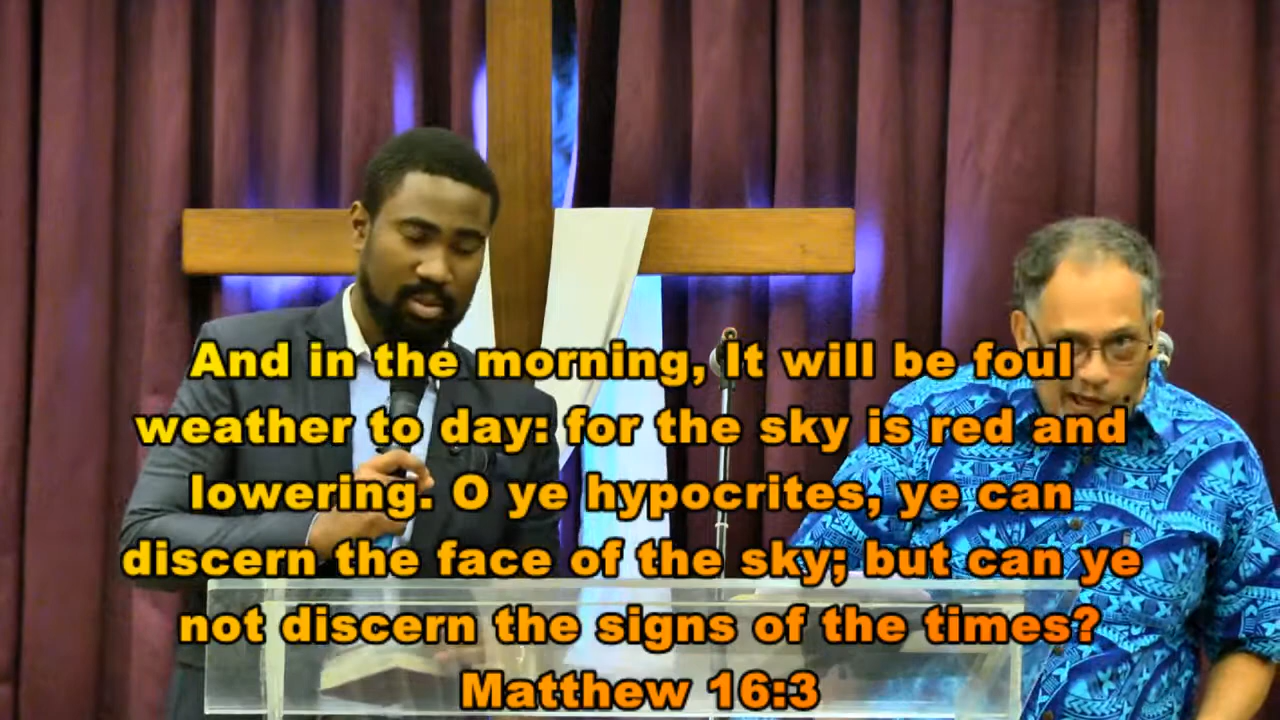 And in the morning, It will be foul
weather to day: for the sky is red and
lowering. O ye hypocrites, ye can
discern the face of the sky; but can ye
not discern the signs of the times?
Matthew 16:3